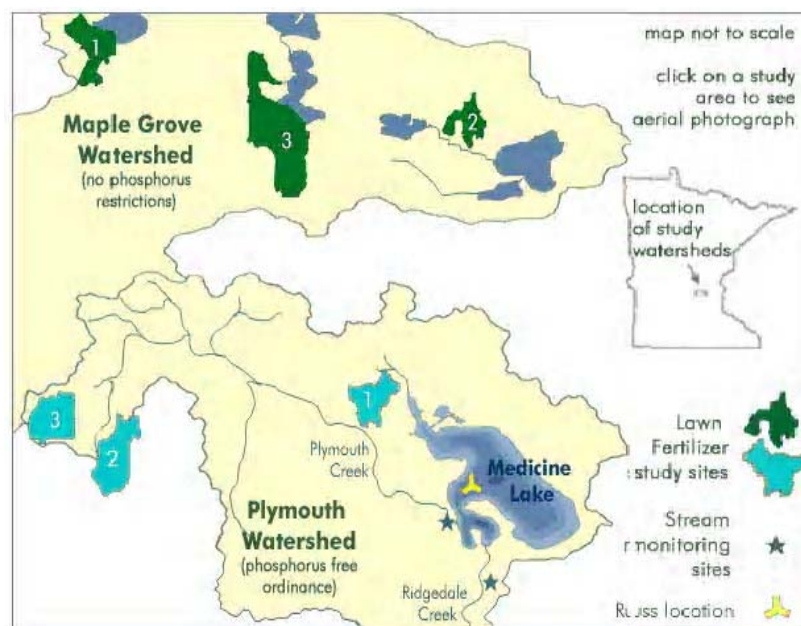 map not to scale
click on a study
area to see
aerial photograph
1
2
3
Maple Grove
Watershed
(no phosphorus
restrictions)
location
of study
watersheds
1
3
2
Plymouth
Creek
Medicine
Lake
Plymouth
Watershed
(phosphorus free
ordinance)
Ridgedale
Creek
Lawn
Fertilizer
study sites
Stream
monitoring
sites
Russ location